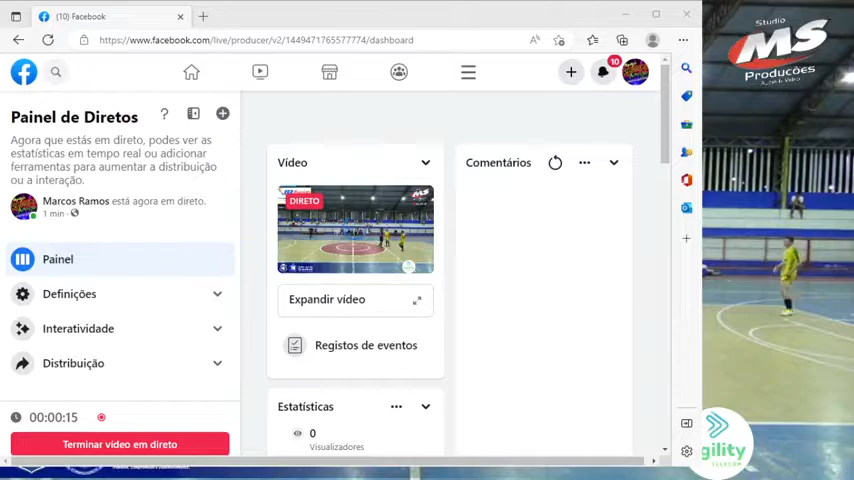 (10) Facebook
https://www.facebook.com/live/producer/v2/1449471765577774/dashboard
10
Painel de Diretos
Agora que estás em direto, podes ver as
estatísticas em tempo real ou adicionar
ferramentas para aumentar a distribuição
ou a interação.
Marcos Ramos está agora em direto.
1 min ·
Painel
Definições
Interatividade
Distribuição
00:00:15
Terminar vídeo em direto
Vídeo
DIRETO
Expandir vídeo
Registos de eventos
Estatísticas
0
Visualizadores
Comentários
Studio
MS
Produções
gility
TELECOM